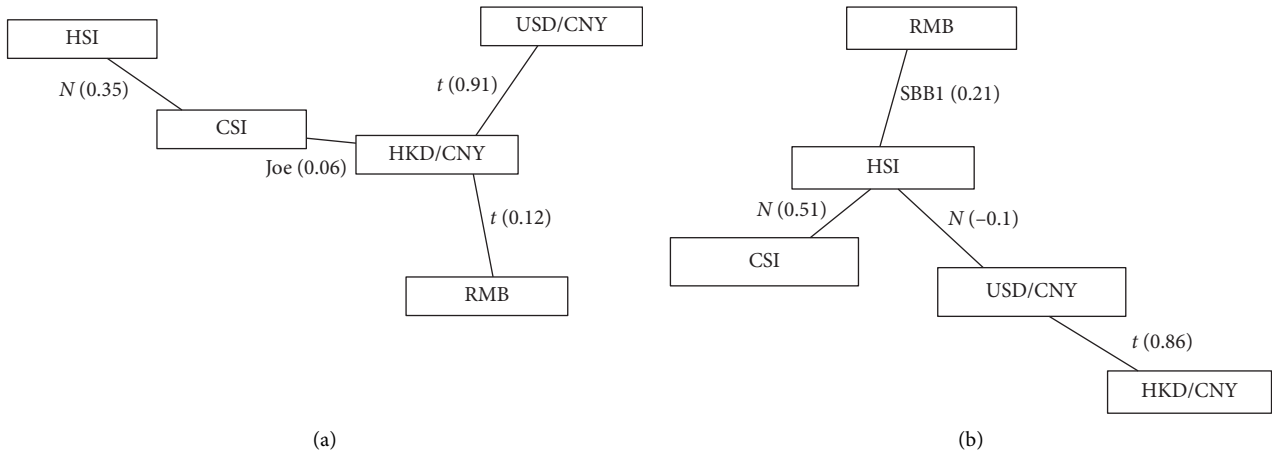 HSI
USD/CNY
N (0.35)
t (0.91)
CSI
HKD/CNY
Joe (0.06)
t (0.12)
RMB
(a)
RMB
SBB1 (0.21)
HSI
N (0.51)
N (–0.1)
CSI
USD/CNY
t (0.86)
HKD/CNY
(b)